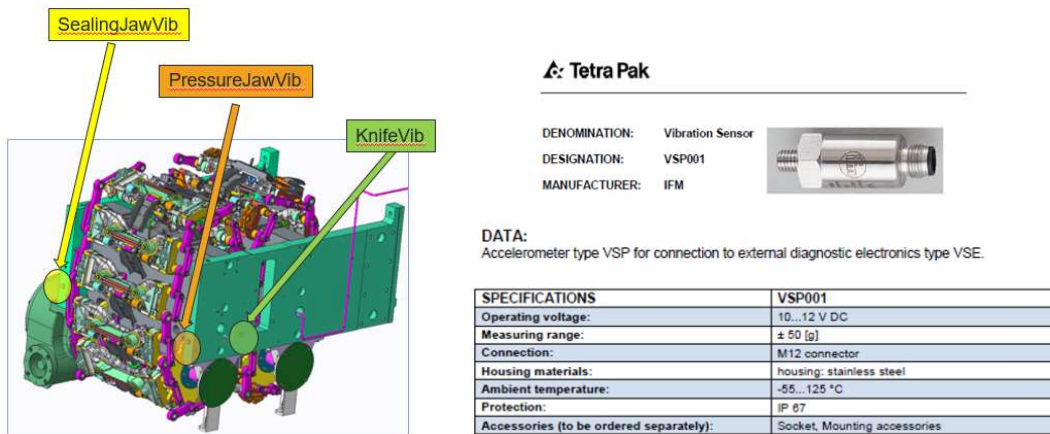 SealingJawVib
PressureJawVib
KnifeVib
Tetra Pak
DENOMINATION: Vibration Sensor
DESIGNATION: VSP001
MANUFACTURER: IFM
DATA:
Accelerometer type VSP for connection to external diagnostic electronics type VSE.
SPECIFICATIONS VSP001
Operating voltage: 10...12 V DC
Measuring range: ± 50 [g]
Connection: M12 connector
Housing materials: housing: stainless steel
Ambient temperature: -55...125 °C
Protection: IP 67
Accessories (to be ordered separately): Socket, Mounting accessories